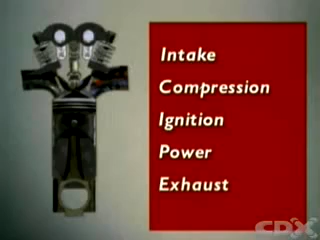 Intake
Compression
Ignition
Power
Exhaust
CDX